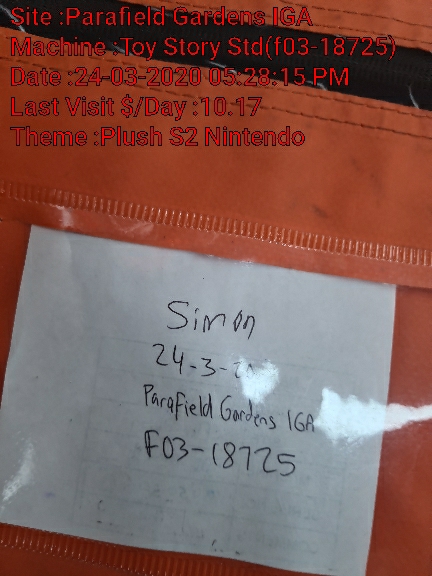 Site :Parafield Gardens IGA
Machine :Toy Story Std(f03-18725)
Date :24-03-2020 05:28:15 PM
Last Visit $/Day :10.17
Theme :Plush S2 Nintendo
Simon
24-3-
Parafield Gardens IGA
F03-18725